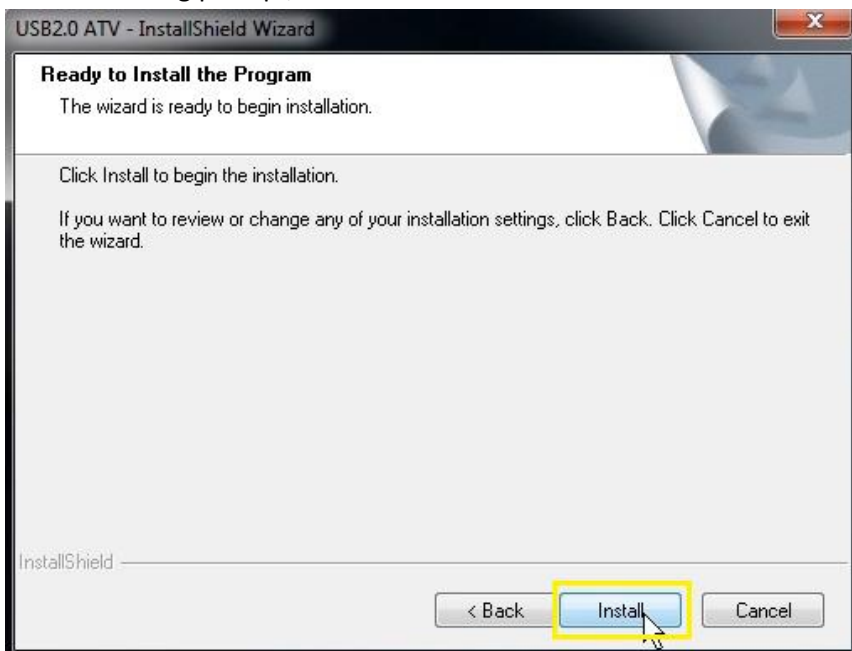 USB2.0 ATV - InstallShield Wizard
Ready to Install the Program
The wizard is ready to begin installation.
Click Install to begin the installation.
If you want to review or change any of your installation settings, click Back. Click Cancel to exit
the wizard.
InstallShield
< Back Install Cancel